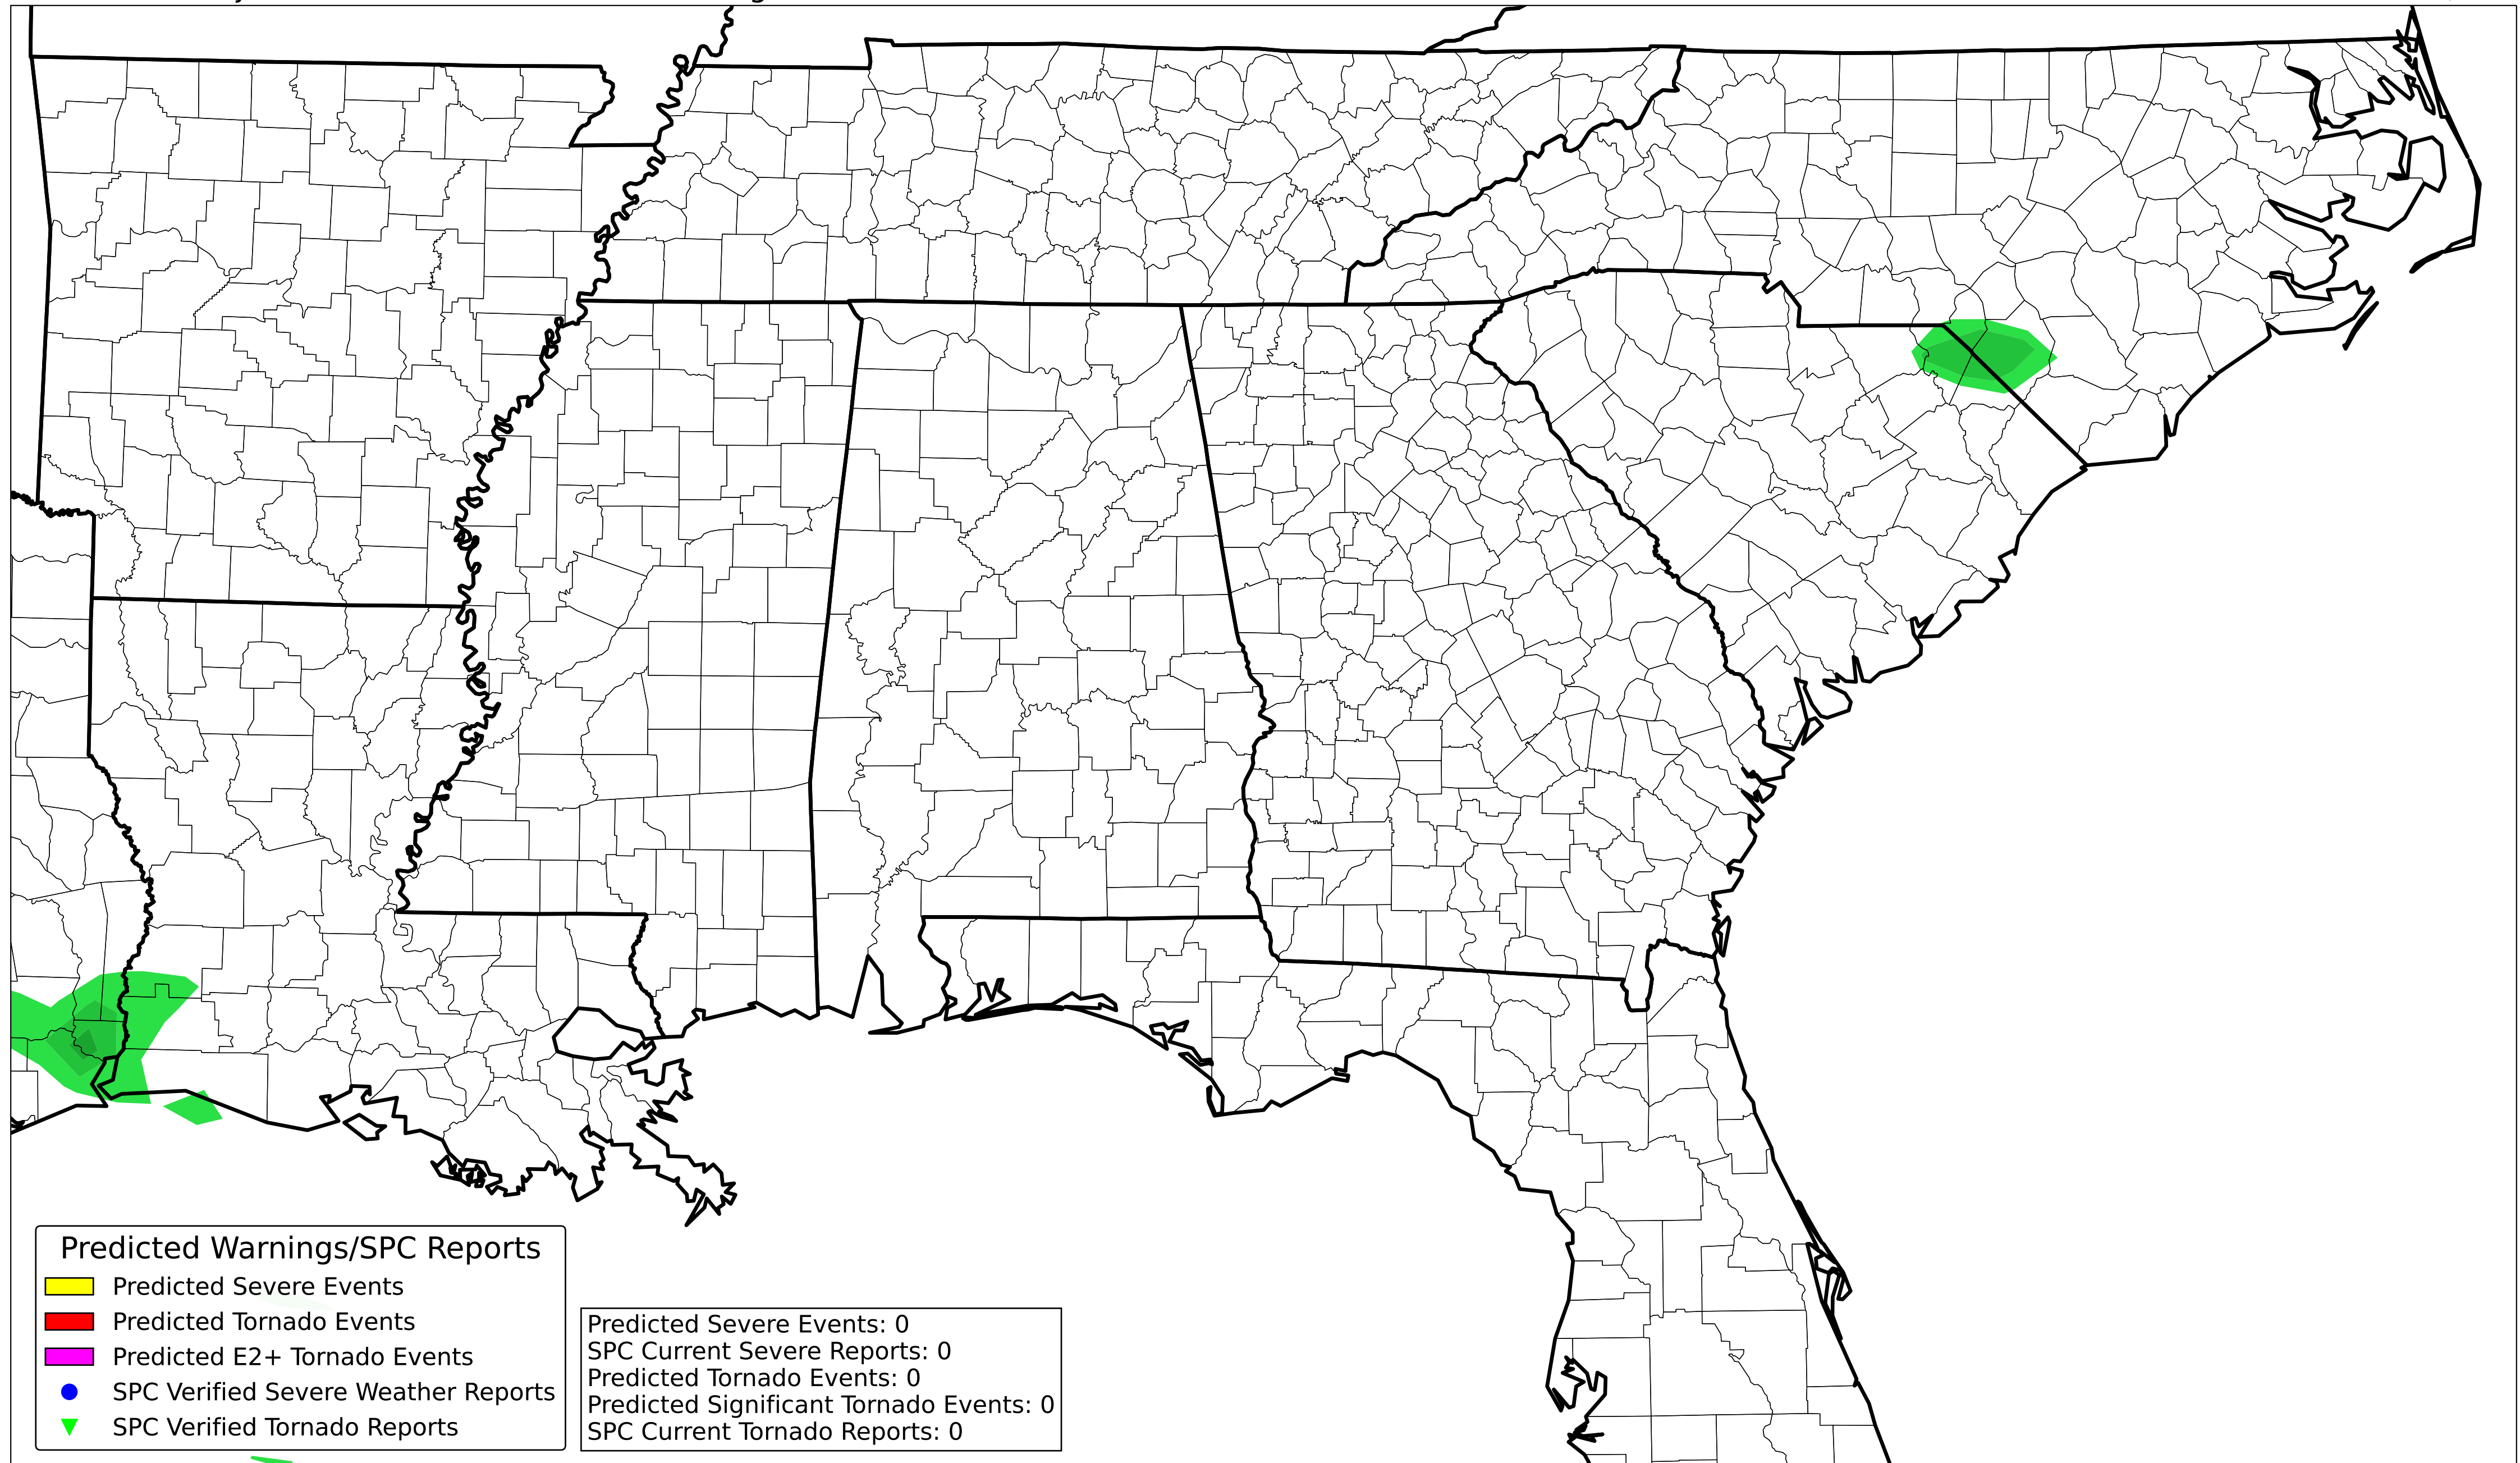 Predicted Warnings/SPC Reports
Predicted Severe Events
Predicted Tornado Events
Predicted E2+ Tornado Events
SPC Verified Severe Weather Reports
SPC Verified Tornado Reports
Predicted Severe Events: 0
SPC Current Severe Reports: 0
Predicted Tornado Events: 0
Predicted Significant Tornado Events: 0
SPC Current Tornado Reports: 0